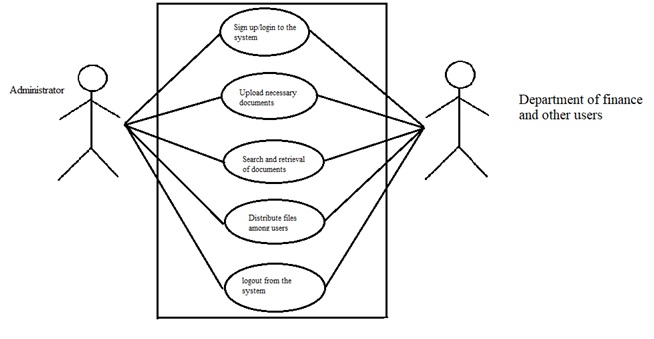 Sign up/login to the
system
Administrator
Upload necessary
documents
Department of finance
and other users
Search and retrieval
of documents
Distribute files
among users
logout from the
system